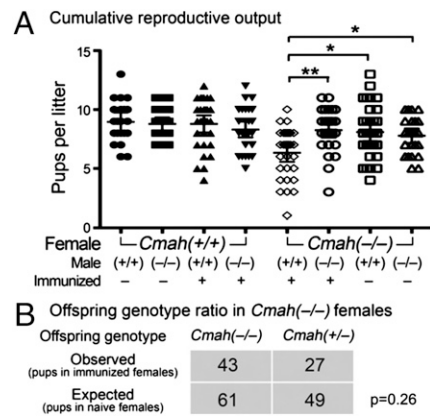 A Cumulative reproductive output
* 
* 
**
Pups per litter
15
10
5
0
Female Cmah(+/+) Cmah(–/–)
Male (+/+) (–/–) (+/+) (–/–) (+/+) (–/–) (+/+) (–/–)
Immunized – – + + + + – –
B Offspring genotype ratio in Cmah(–/–) females
Offspring genotype Cmah(–/–) Cmah(+/–)
Observed 43 27
(pups in immunized females)
Expected 61 49 p=0.26
(pups in naive females)